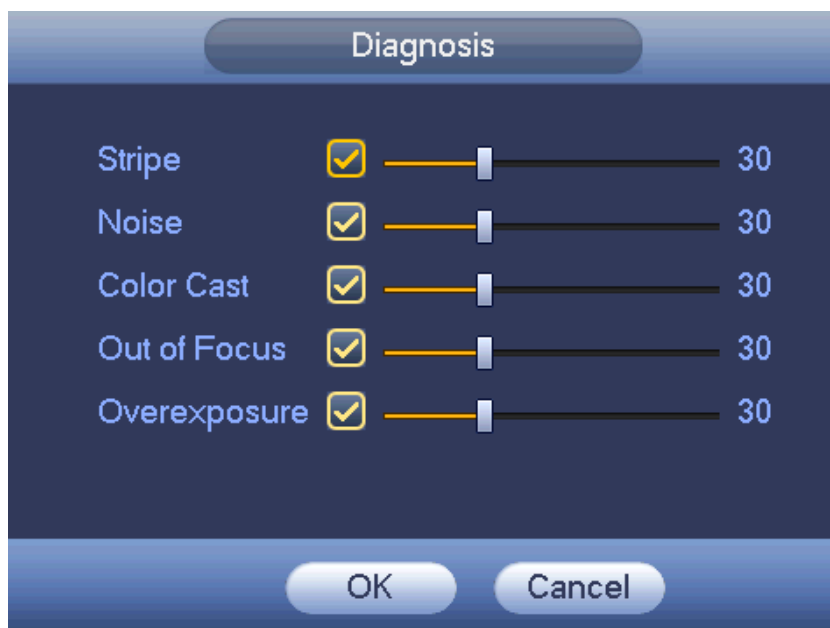 Diagnosis
Stripe 30
Noise 30
Color Cast 30
Out of Focus 30
Overexposure 30
OK Cancel